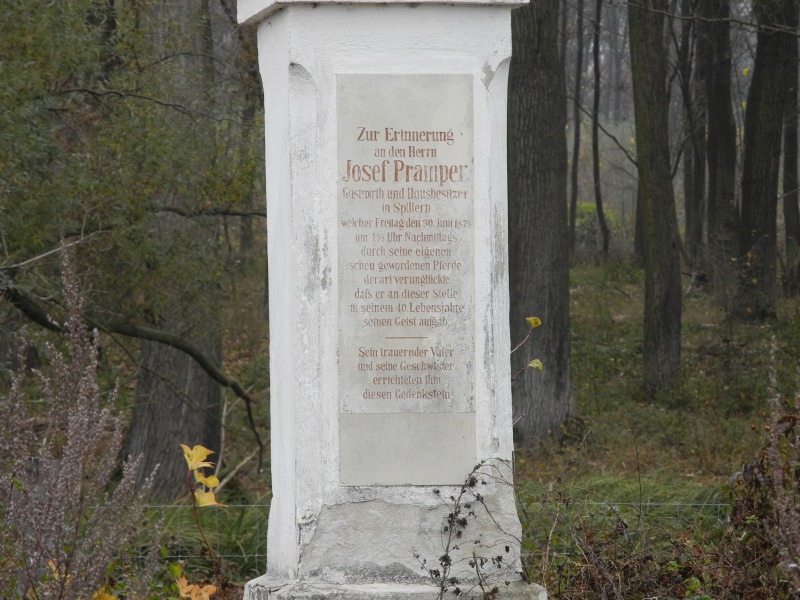 Zur Erinnerung
an den Herrn
Josef Pramper
Gastwirth und Hausbesitzer
in Spillern
welcher Freitag den 30. Juni 1876
um 1½ Uhr Nachmittags
durch seine eigenen
scheu gewordenen Pferde
derart verunglückte
daß er an dieser Stelle
in seinem 40. Lebensjahre
seinen Geist aufgab.
Sein trauernder Vater
und seine Geschwister
errichteten ihm
diesen Gedenkstein.